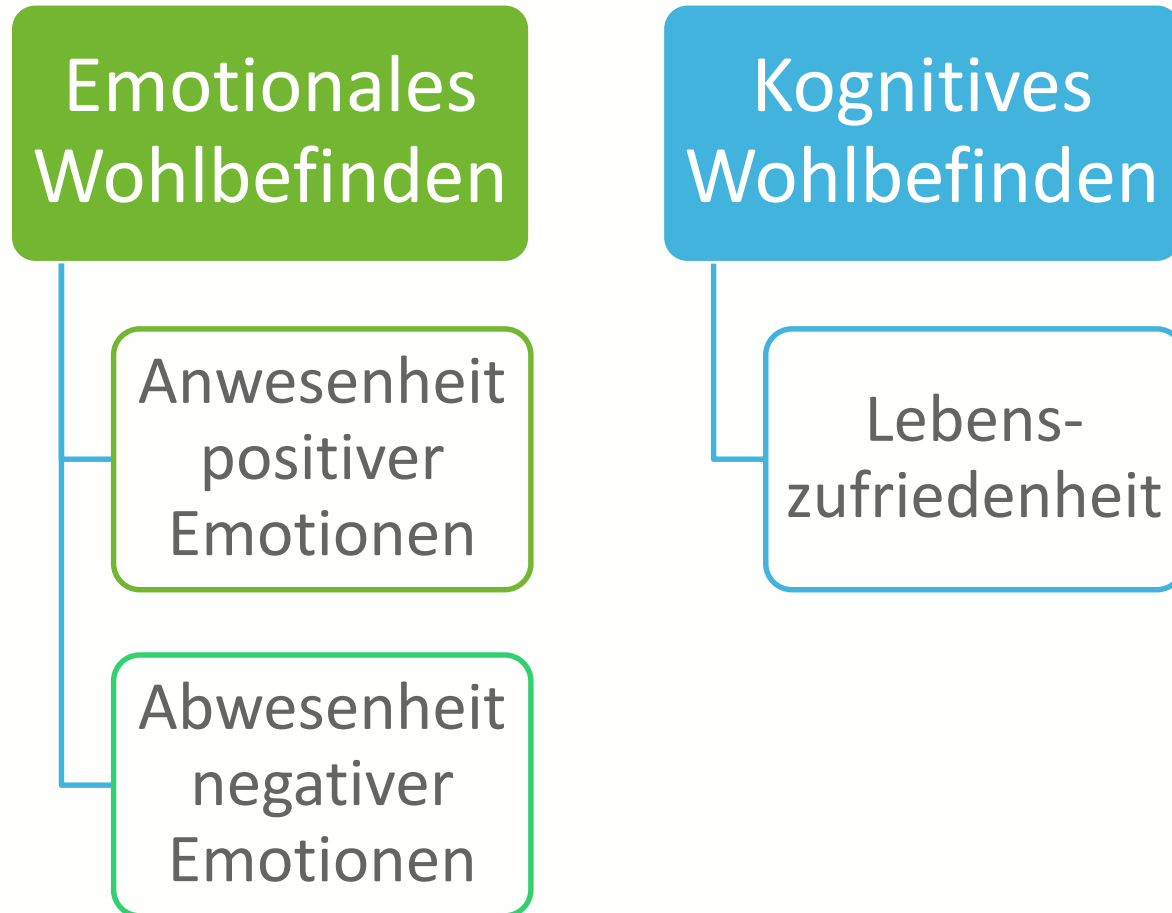 Emotionales
Wohlbefinden
Anwesenheit
positiver
Emotionen
Abwesenheit
negativer
Emotionen
Kognitives
Wohlbefinden
Lebens-
zufriedenheit